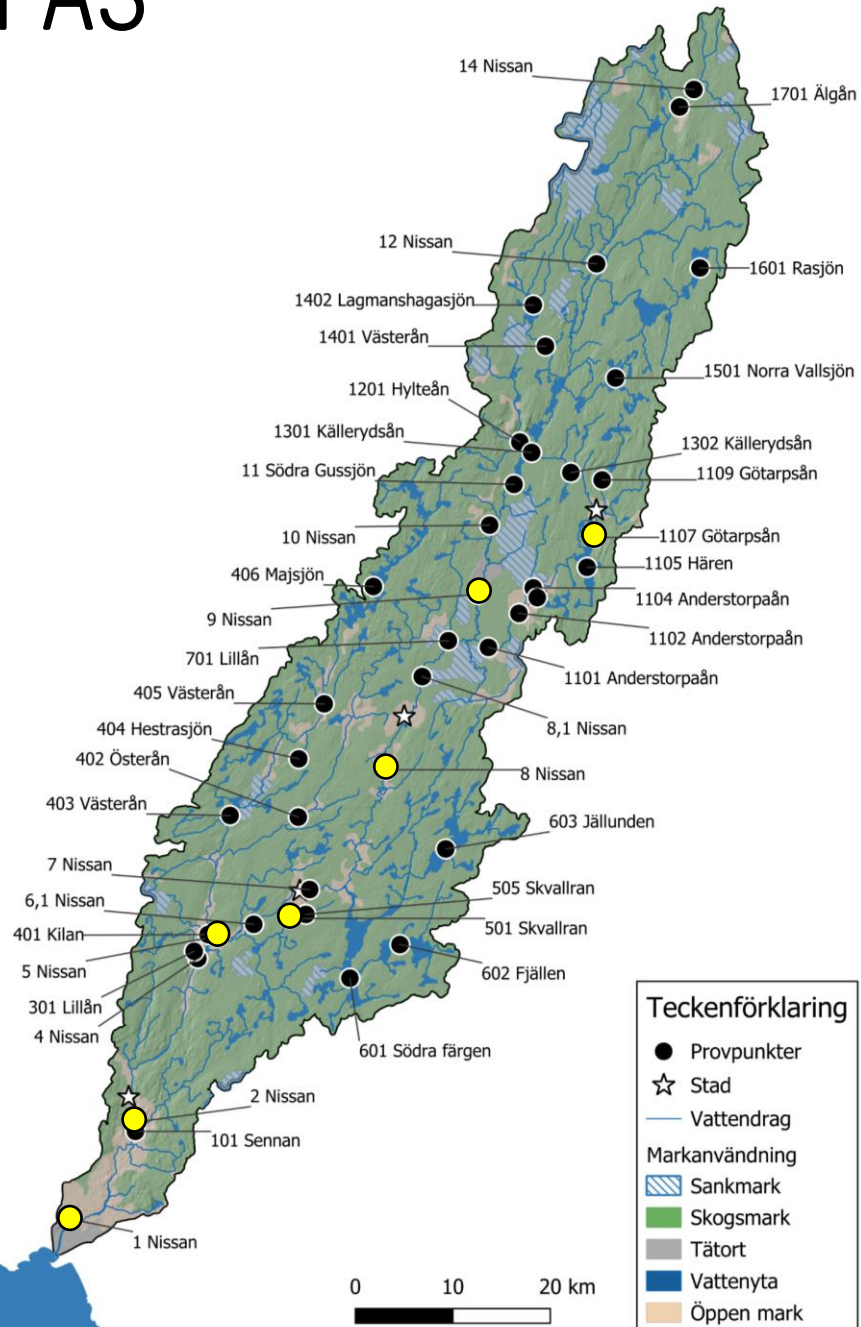 14 Nissan
1701 Älgån
12 Nissan
1601 Rasjön
1402 Lagmanshagasjön
1401 Västerån
1501 Norra Vallsjön
1201 Hylteån
1301 Källerydsån
1302 Källerydsån
11 Södra Gussjön
1109 Götarpsån
10 Nissan
1107 Götarpsån
1105 Hären
406 Majsjön
1104 Anderstorpaån
9 Nissan
1102 Anderstorpaån
701 Lillån
1101 Anderstorpaån
405 Västerån
8,1 Nissan
404 Hestrasjön
402 Österån
8 Nissan
403 Västerån
603 Jällunden
7 Nissan
505 Skvallran
6,1 Nissan
501 Skvallran
401 Kilan
5 Nissan
602 Fjällen
301 Lillån
4 Nissan
601 Södra färgen
2 Nissan
101 Sennan
1 Nissan
Teckenförklaring
Provpunkter
Stad
Vattendrag
Markanvändning
Sankmark
Skogsmark
Tätort
Vattenyta
Öppen mark
0 10 20 km